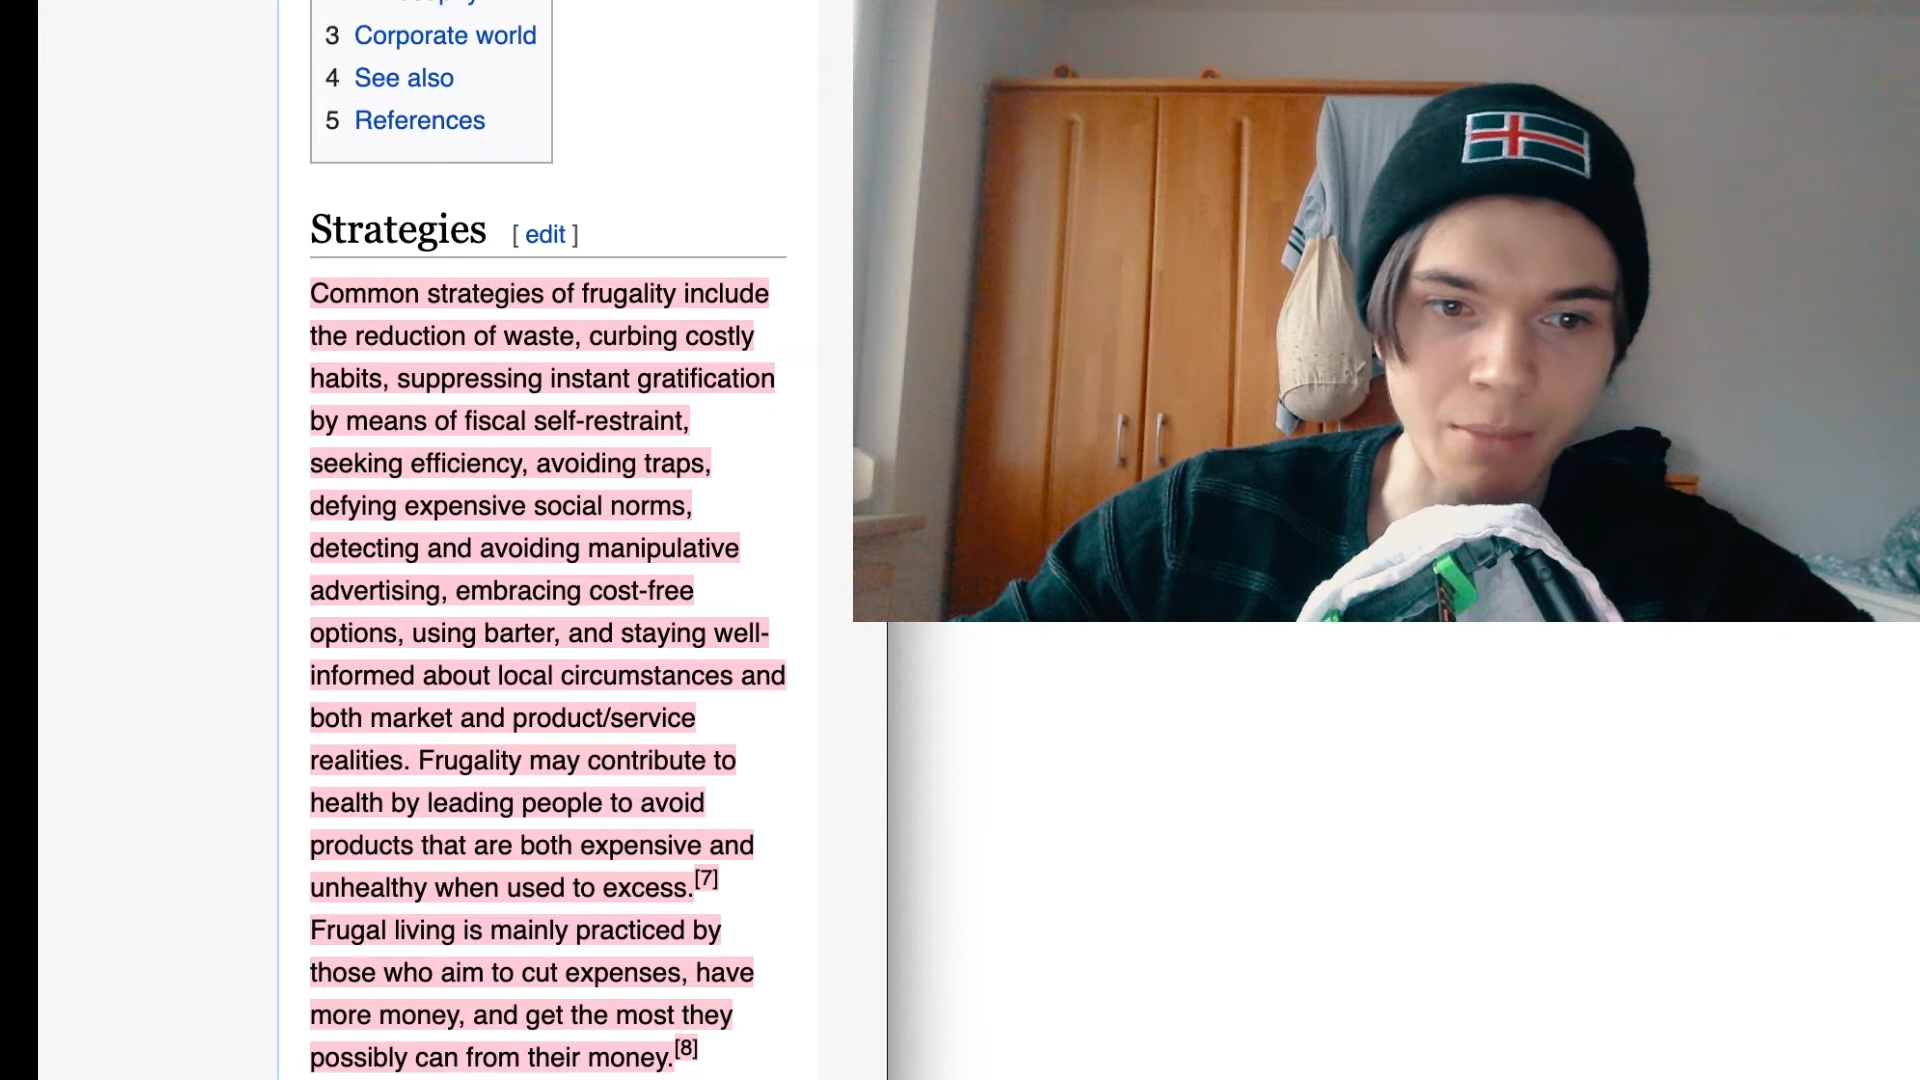 3 Corporate world
4 See also
5 References
Strategies [ edit ]
Common strategies of frugality include
the reduction of waste, curbing costly
habits, suppressing instant gratification
by means of fiscal self-restraint,
seeking efficiency, avoiding traps,
defying expensive social norms,
detecting and avoiding manipulative
advertising, embracing cost-free
options, using barter, and staying well-
informed about local circumstances and
both market and product/service
realities. Frugality may contribute to
health by leading people to avoid
products that are both expensive and
unhealthy when used to excess.[7]
Frugal living is mainly practiced by
those who aim to cut expenses, have
more money, and get the most they
possibly can from their money.[8]